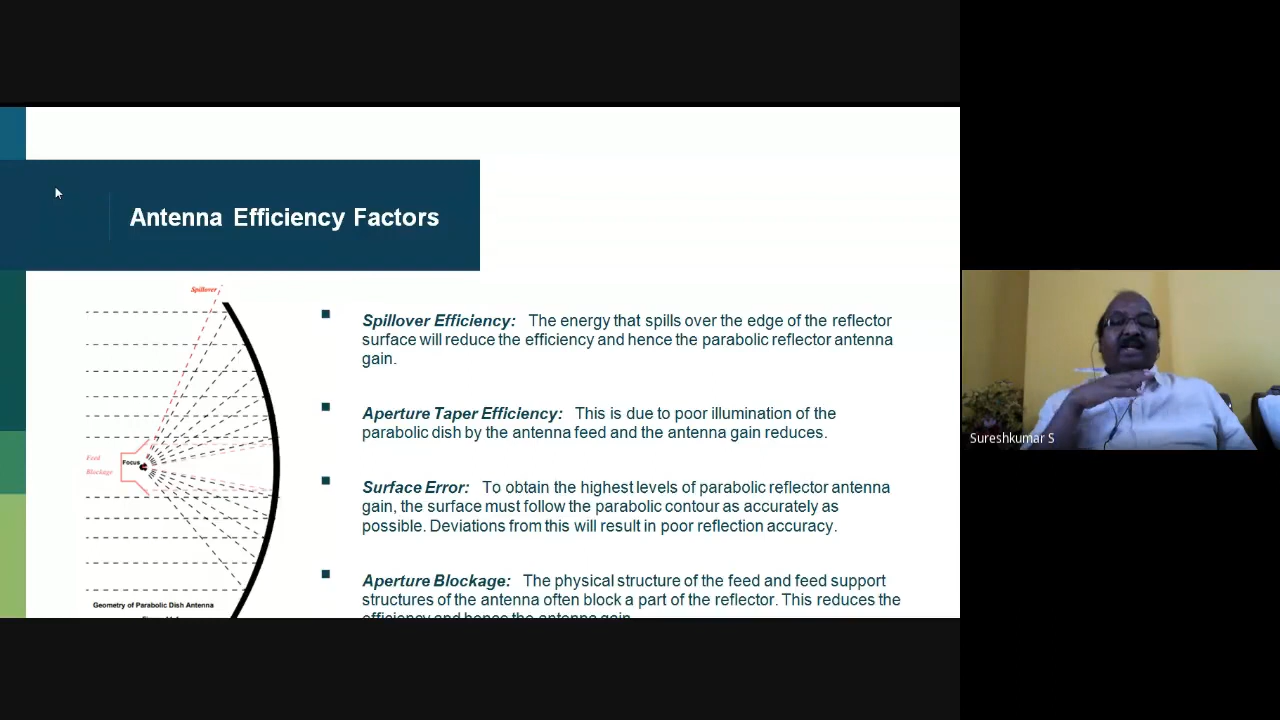 Antenna Efficiency Factors
Spillover
Feed
Blockage
Focus
Geometry of Parabolic Dish Antenna
Spillover Efficiency: The energy that spills over the edge of the reflector
surface will reduce the efficiency and hence the parabolic reflector antenna
gain.
Aperture Taper Efficiency: This is due to poor illumination of the
parabolic dish by the antenna feed and the antenna gain reduces.
Surface Error: To obtain the highest levels of parabolic reflector antenna
gain, the surface must follow the parabolic contour as accurately as
possible. Deviations from this will result in poor reflection accuracy.
Aperture Blockage: The physical structure of the feed and feed support
structures of the antenna often block a part of the reflector. This reduces the
efficiency and hence the antenna gain.
Sureshkumar S